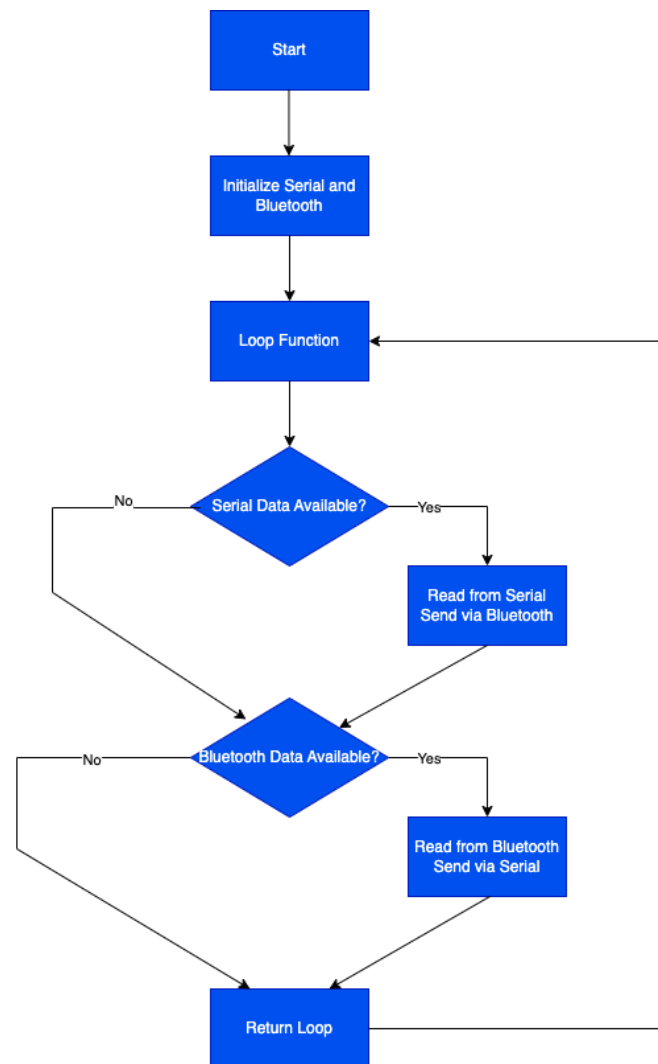 Start
Initialize Serial and
Bluetooth
Loop Function
Serial Data Available?
No
Yes
Read from Serial
Send via Bluetooth
Bluetooth Data Available?
No
Yes
Read from Bluetooth
Send via Serial
Return Loop